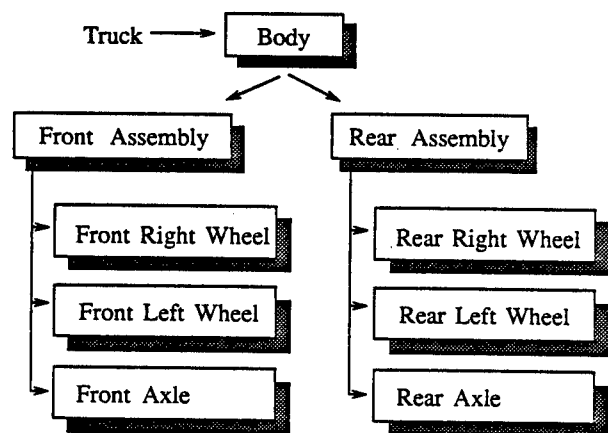 Truck
Body
Front Assembly
Rear Assembly
Front Right Wheel
Front Left Wheel
Front Axle
Rear Right Wheel
Rear Left Wheel
Rear Axle